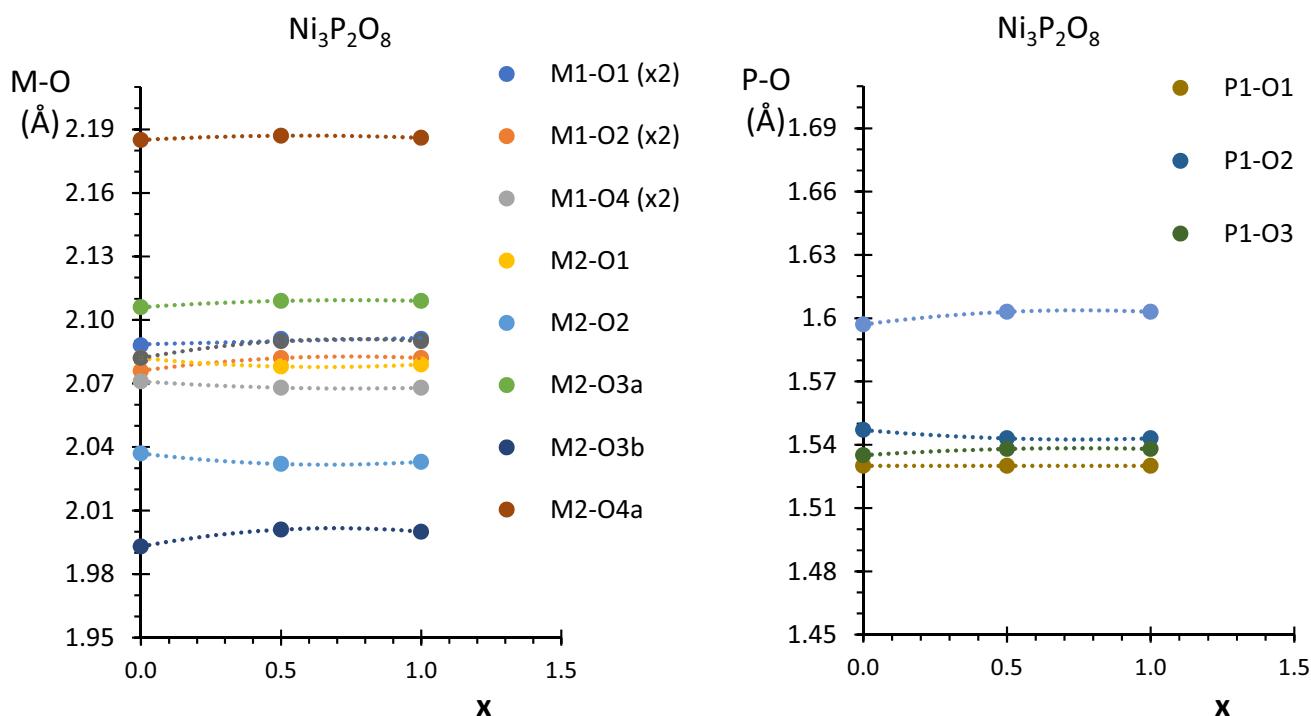 Ni₃P₂O₈
M-O
(Å)
2.19
2.16
2.13
2.10
2.07
2.04
2.01
1.98
1.95
0.0 0.5 1.0 1.5
x
M1-O1 (x2)
M1-O2 (x2)
M1-O4 (x2)
M2-O1
M2-O2
M2-O3a
M2-O3b
M2-O4a
Ni₃P₂O₈
P-O
(Å)
1.69
1.66
1.63
1.6
1.57
1.54
1.51
1.48
1.45
0.0 0.5 1.0 1.5
x
P1-O1
P1-O2
P1-O3